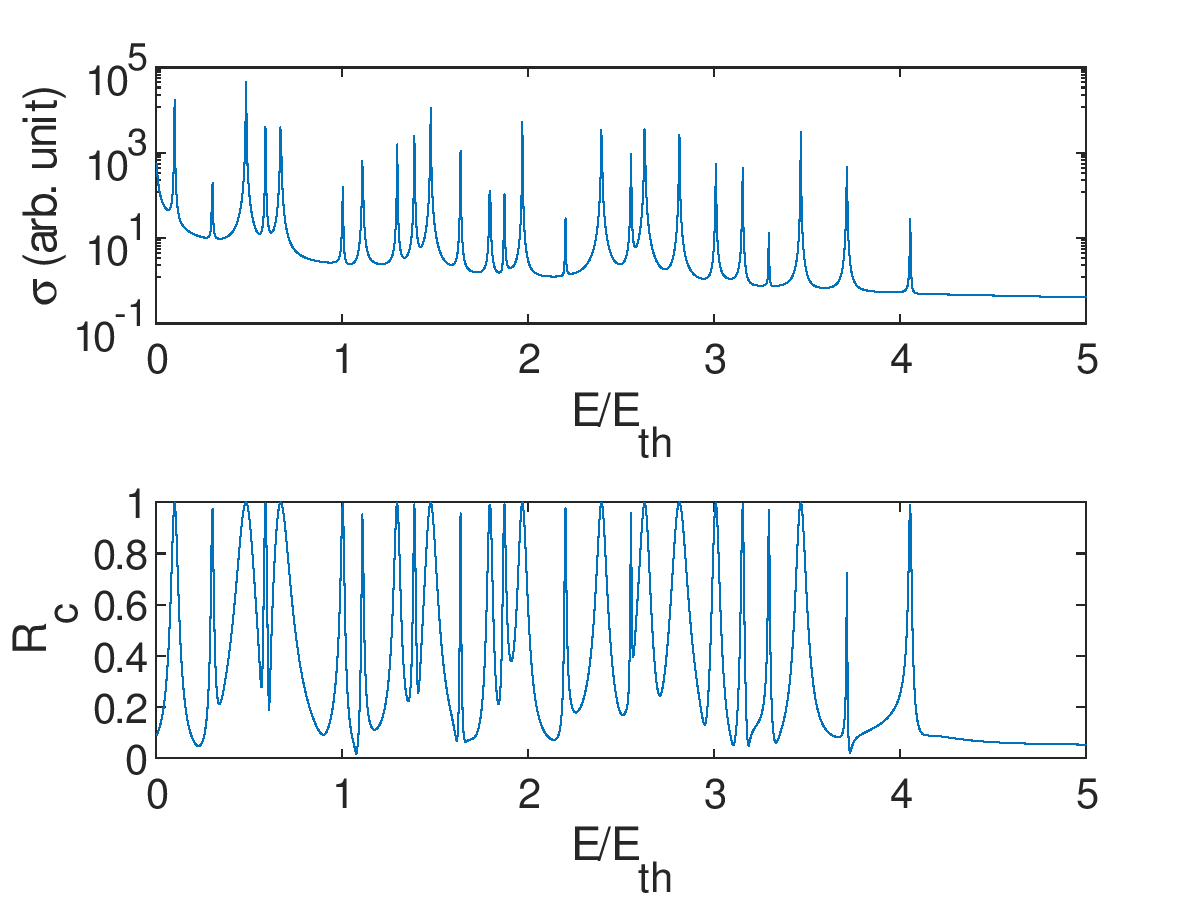 10^5
10^3
10^1
10^-1
σ (arb. unit)
0 1 2 3 4 5
E/E_th
1
0.8
0.6
0.4
0.2
0
R_c
0 1 2 3 4 5
E/E_th